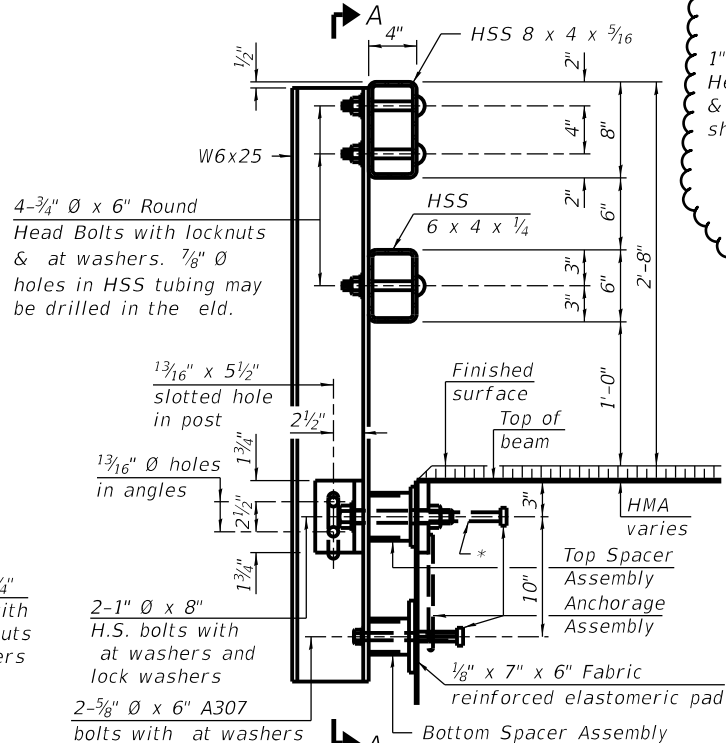 A
4"
HSS 8 x 4 x 5/16
1/2"
2"
1"
He
&
sh
4"
8"
W6x25
2"
6"
4-3/4" Ø x 6" Round
Head Bolts with locknuts
& at washers. 7/8" Ø
holes in HSS tubing may
be drilled in the eld.
HSS
6 x 4 x 1/4
3"
3"
6"
2'-8"
13/16" x 5 1/2"
slotted hole
in post
Finished
surface
1'-0"
2 1/2"
Top of
beam
1 3/4"
13/16" Ø holes
in angles
2 1/2"
3"
HMA
varies
*
1 3/4"
10"
Top Spacer
Assembly
Anchorage
Assembly
1/4"
ith
uts
ers
2-1" Ø x 8"
H.S. bolts with
at washers and
lock washers
1/8" x 7" x 6" Fabric
reinforced elastomeric pad
2-5/8" Ø x 6" A307
bolts with at washers
Bottom Spacer Assembly
A